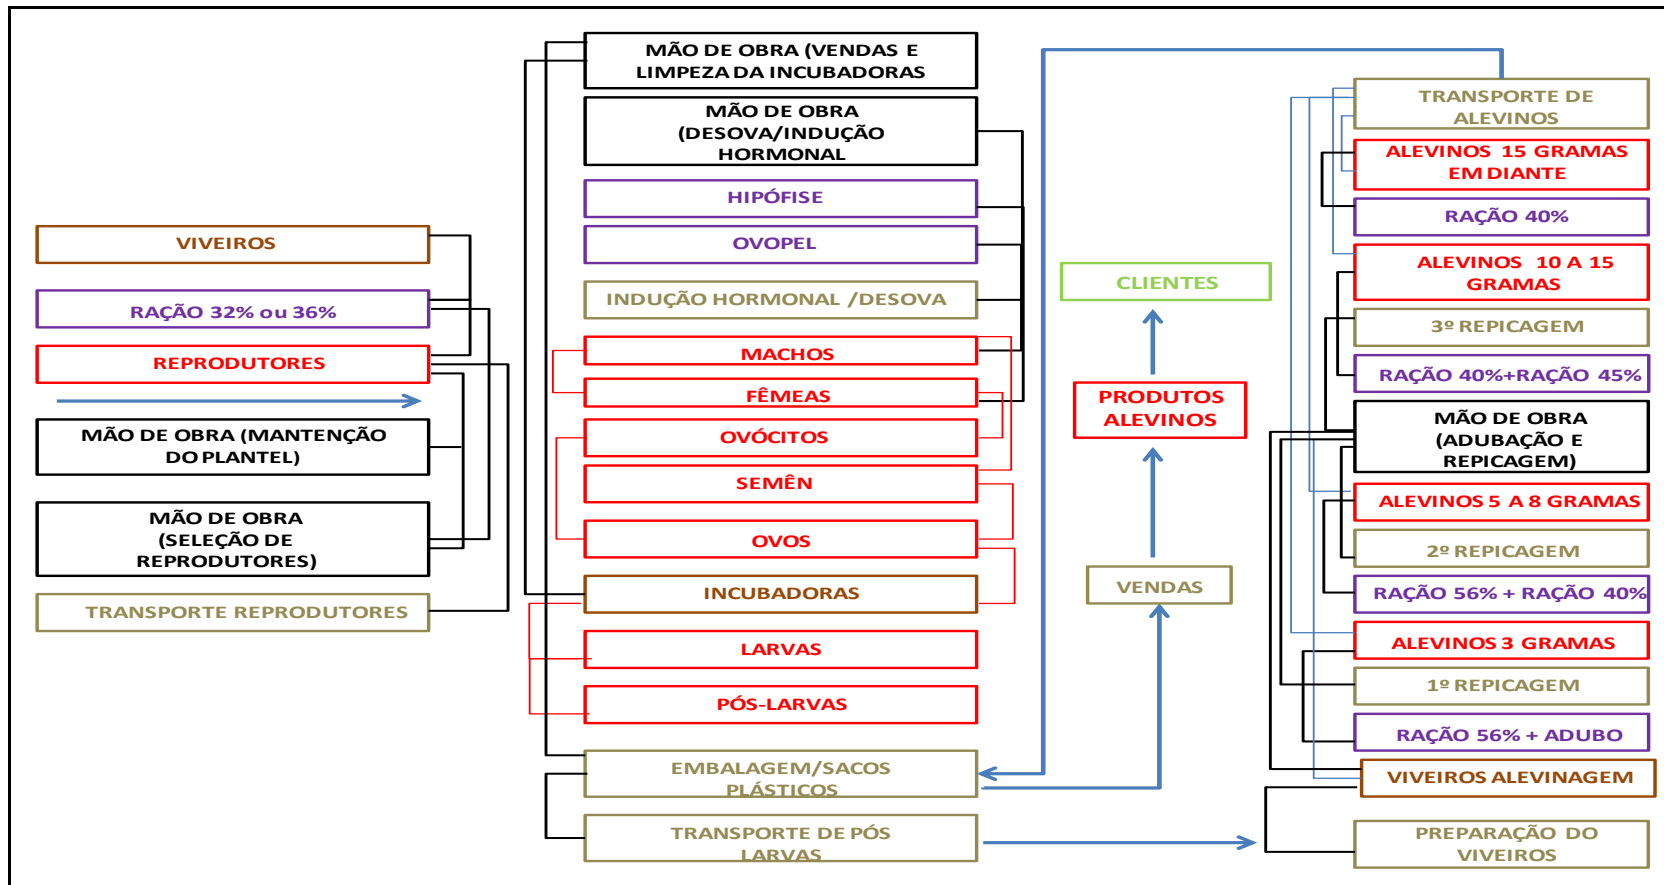 VIVEIROS
RAÇÃO 32% ou 36%
REPRODUTORES
MÃO DE OBRA (MANTENÇÃO
DO PLANTEL)
MÃO DE OBRA
(SELEÇÃO DE
REPRODUTORES)
TRANSPORTE REPRODUTORES
MÃO DE OBRA (VENDAS E
LIMPEZA DA INCUBADORAS
MÃO DE OBRA
(DESOVA/INDUÇÃO
HORMONAL
HIPÓFISE
OVOPEL
INDUÇÃO HORMONAL /DESOVA
MACHOS
FÊMEAS
OVÓCITOS
SEMÊN
OVOS
INCUBADORAS
LARVAS
PÓS-LARVAS
EMBALAGEM/SACOS
PLÁSTICOS
TRANSPORTE DE PÓS
LARVAS
CLIENTES
PRODUTOS
ALEVINOS
VENDAS
TRANSPORTE DE
ALEVINOS
ALEVINOS 15 GRAMAS
EM DIANTE
RAÇÃO 40%
ALEVINOS 10 A 15
GRAMAS
3º REPICAGEM
RAÇÃO 40%+RAÇÃO 45%
MÃO DE OBRA
(ADUBAÇÃO E
REPICAGEM)
ALEVINOS 5 A 8 GRAMAS
2º REPICAGEM
RAÇÃO 56% + RAÇÃO 40%
ALEVINOS 3 GRAMAS
1º REPICAGEM
RAÇÃO 56% + ADUBO
VIVEIROS ALEVINAGEM
PREPARAÇÃO DO
VIVEIROS